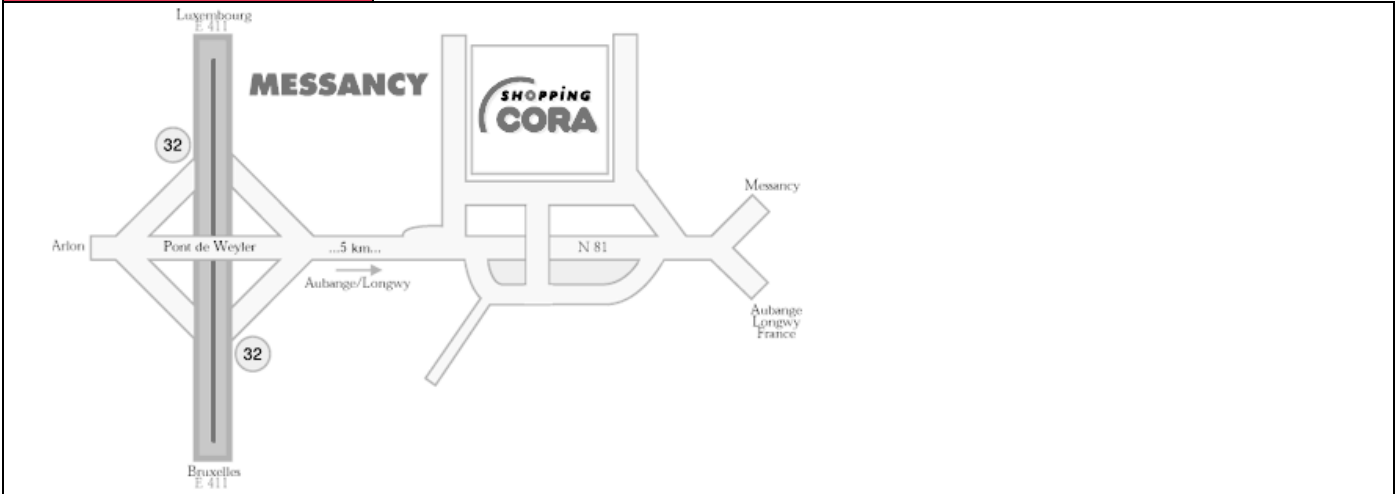 Luxembourg
E 411
MESSANCY
SHOPPING
CORA
32
Messancy
Arlon
Pont de Weyler
...5 km...
N 81
Aubange/Longwy
Aubange
Longwy
France
32
Bruxelles
E 411